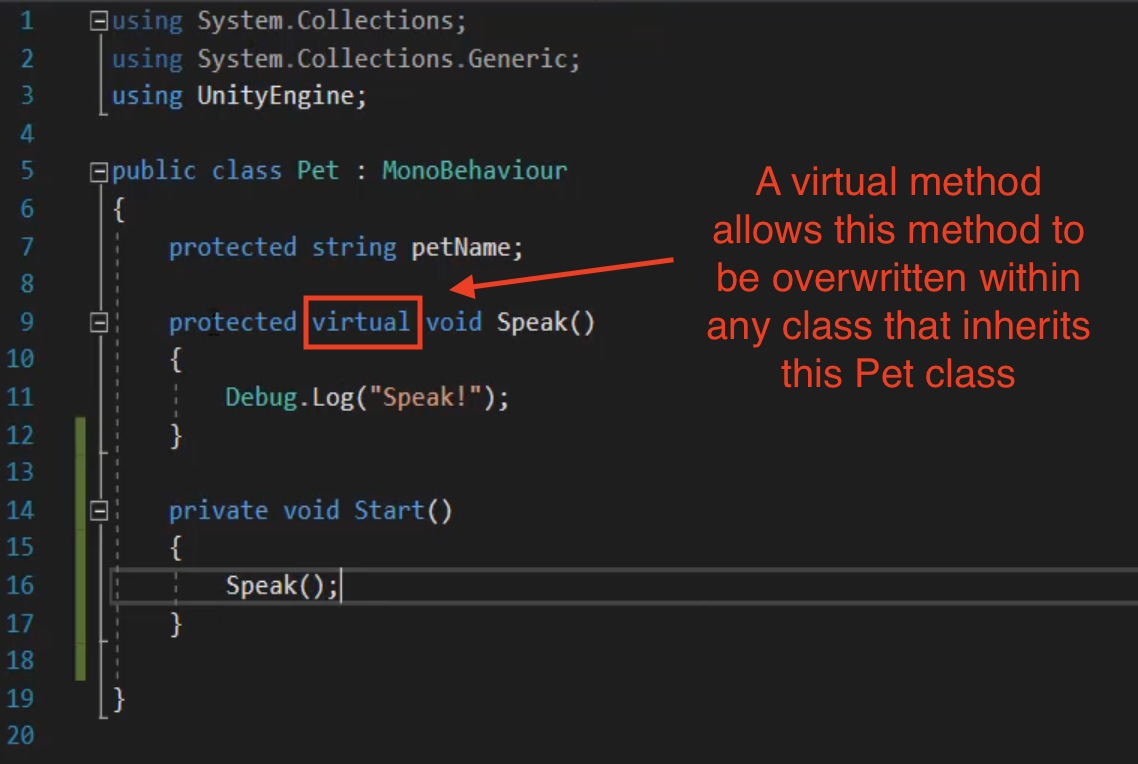 1 using System.Collections;
2 using System.Collections.Generic;
3 using UnityEngine;
4
5 public class Pet : MonoBehaviour
6 {
7 protected string petName;
8
9 protected virtual void Speak()
10 {
11 Debug.Log("Speak!");
12 }
13
14 private void Start()
15 {
16 Speak();
17 }
18
19 }
20
A virtual method
allows this method to
be overwritten within
any class that inherits
this Pet class